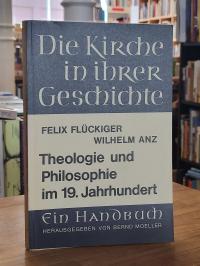 Die Kirche
in ihrer
Geschichte
FELIX FLÜCKIGER
WILHELM ANZ
Theologie und
Philosophie
im 19. Jahrhundert
Ein Handbuch
HERAUSGEGEBEN VON BERND MOELLER